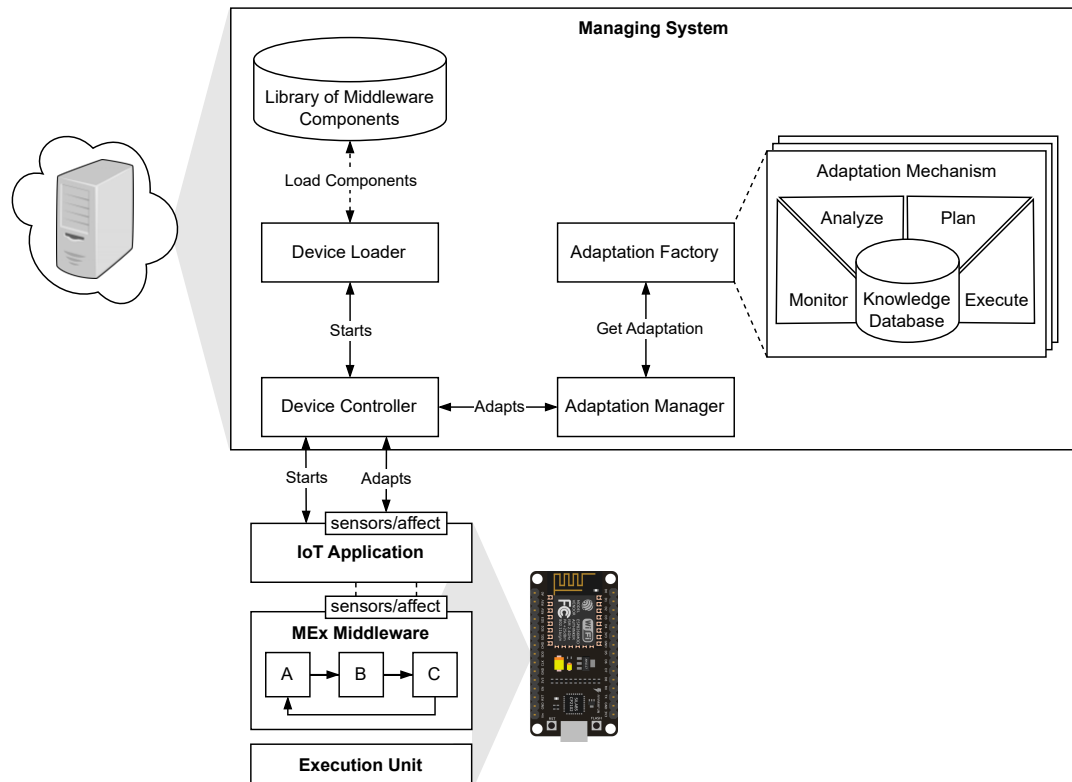 Managing System
Library of Middleware
Components
Load Components
Device Loader
Starts
Device Controller
Adapts
Adaptation Manager
Get Adaptation
Adaptation Factory
Adaptation Mechanism
Analyze
Plan
Monitor
Knowledge
Database
Execute
Starts
Adapts
sensors/affect
IoT Application
sensors/affect
MEx Middleware
A
B
C
Execution Unit
FC
WiFi